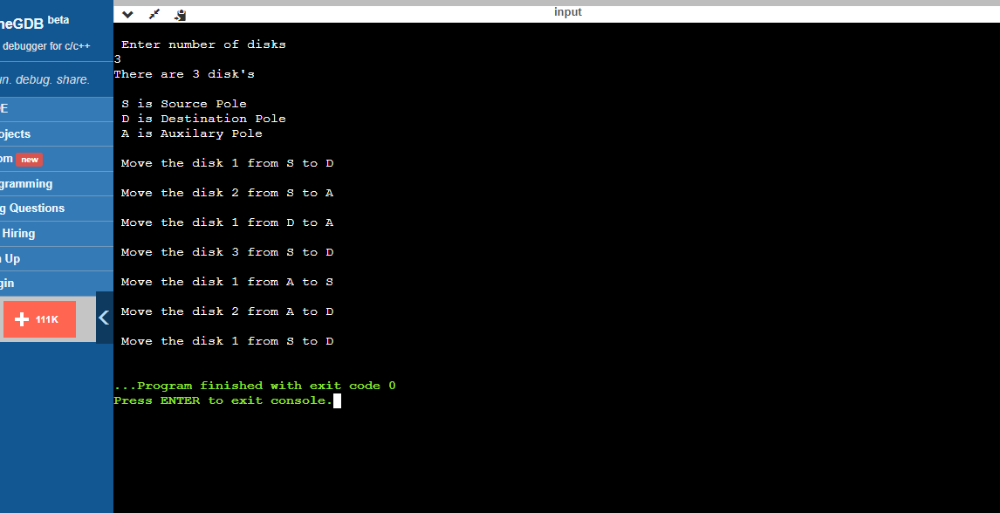 neGDB beta
debugger for c/c++
un. debug. share.
E
ojects
om new
gramming
g Questions
Hiring
Up
gin
111K
input
Enter number of disks
3
There are 3 disk's
S is Source Pole
D is Destination Pole
A is Auxilary Pole
Move the disk 1 from S to D
Move the disk 2 from S to A
Move the disk 1 from D to A
Move the disk 3 from S to D
Move the disk 1 from A to S
Move the disk 2 from A to D
Move the disk 1 from S to D
...Program finished with exit code 0
Press ENTER to exit console.